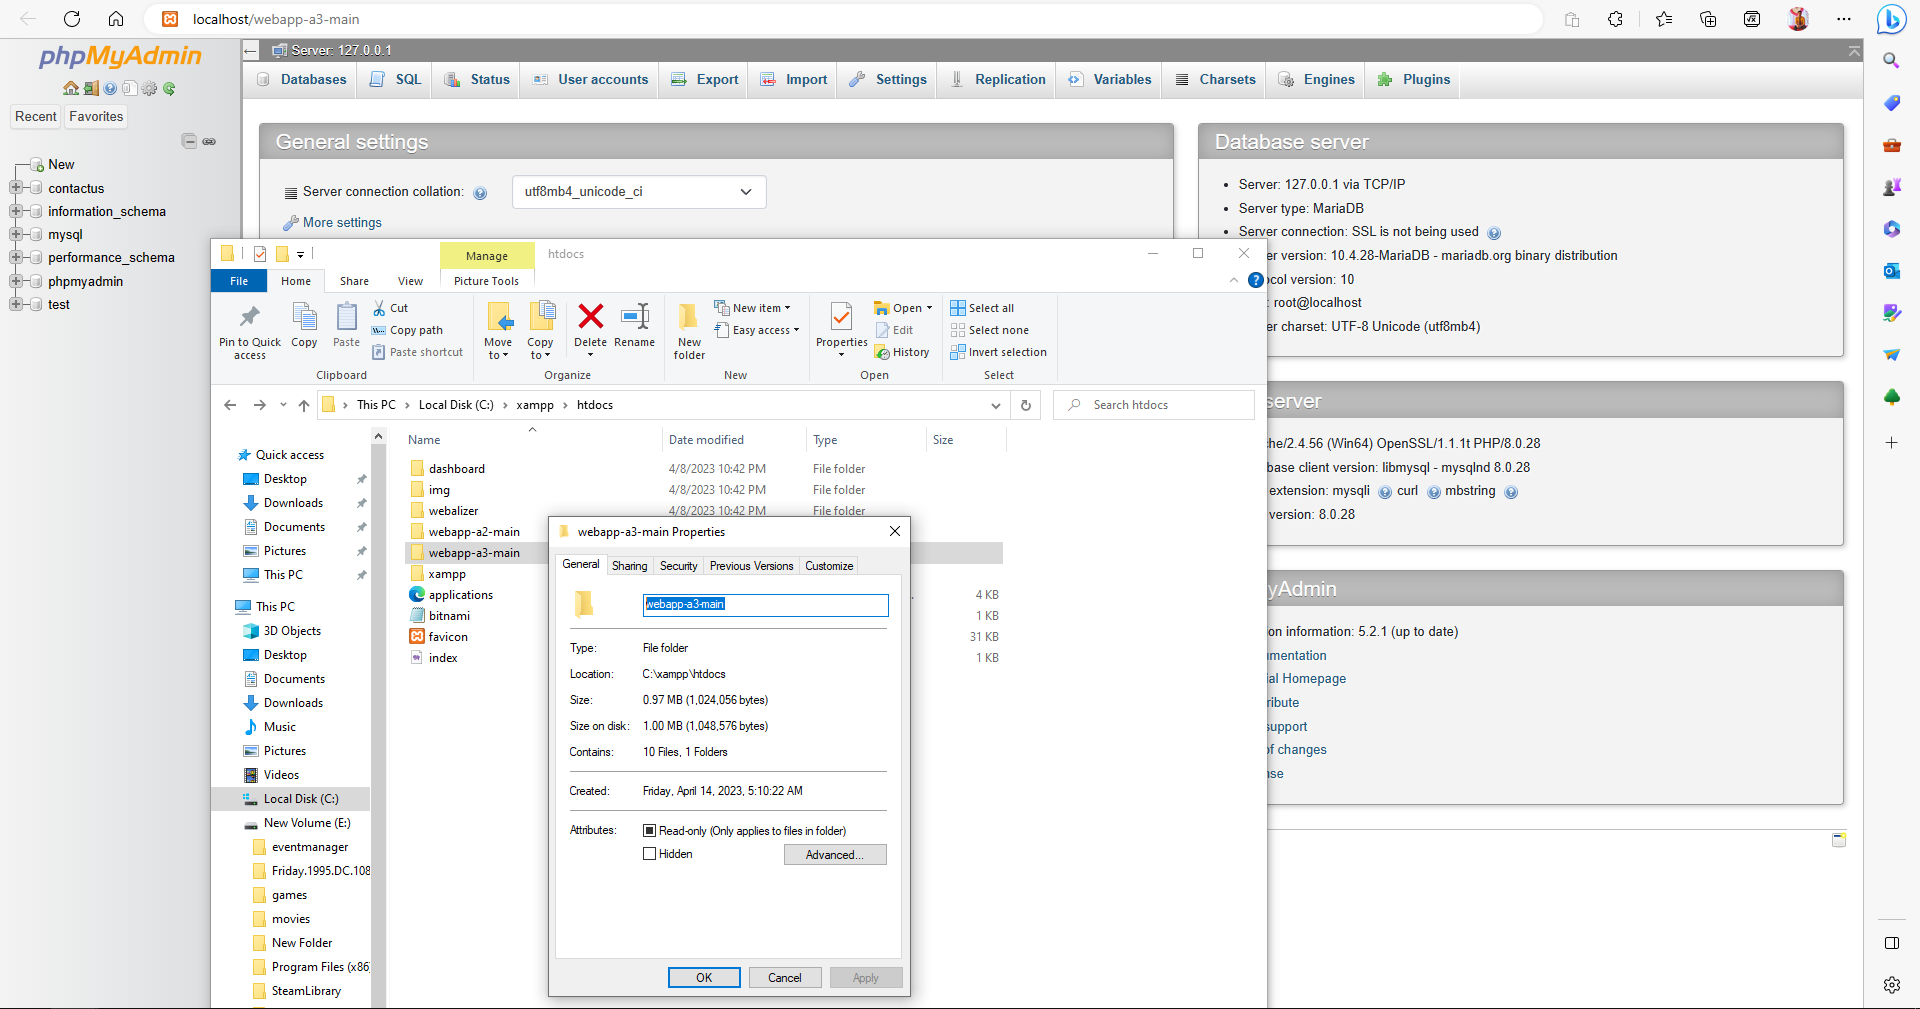 localhost/webapp-a3-main
phpMyAdmin
Recent
Favorites
New
contactus
information_schema
mysql
performance_schema
phpmyadmin
test
Server: 127.0.0.1
Databases
SQL
Status
User accounts
Export
Import
Settings
Replication
Variables
Charsets
Engines
Plugins
General settings
Server connection collation:
utf8mb4_unicode_ci
More settings
Database server
Server: 127.0.0.1 via TCP/IP
Server type: MariaDB
Server connection: SSL is not being used
er version: 10.4.28-MariaDB - mariadb.org binary distribution
ocol version: 10
: root@localhost
er charset: UTF-8 Unicode (utf8mb4)
server
che/2.4.56 (Win64) OpenSSL/1.1.1t PHP/8.0.28
base client version: libmysql - mysqlnd 8.0.28
extension: mysqli curl mbstring
version: 8.0.28
yAdmin
ion information: 5.2.1 (up to date)
mentation
ial Homepage
ribute
support
of changes
nse
Manage
htdocs
File
Home
Share
View
Picture Tools
Pin to Quick access
Copy
Paste
Cut
Copy path
Paste shortcut
Clipboard
Move to
Copy to
Delete
Rename
Organize
New folder
New item
Easy access
New
Properties
Open
Edit
History
Open
Select all
Select none
Invert selection
Select
This PC > Local Disk (C:) > xampp > htdocs
Search htdocs
Quick access
Desktop
Downloads
Documents
Pictures
This PC
This PC
3D Objects
Desktop
Documents
Downloads
Music
Pictures
Videos
Local Disk (C:)
New Volume (E:)
eventmanager
Friday.1995.DC.108
games
movies
New Folder
Program Files (x86
SteamLibrary
Name Date modified Type Size
dashboard 4/8/2023 10:42 PM File folder
img 4/8/2023 10:42 PM File folder
webalizer 4/8/2023 10:42 PM File folder
webapp-a2-main
webapp-a3-main
xampp
applications 4 KB
bitnami 1 KB
favicon 31 KB
index 1 KB
webapp-a3-main Properties
General Sharing Security Previous Versions Customize
webapp-a3-main
Type: File folder
Location: C:\xampp\htdocs
Size: 0.97 MB (1,024,056 bytes)
Size on disk: 1.00 MB (1,048,576 bytes)
Contains: 10 Files, 1 Folders
Created: Friday, April 14, 2023, 5:10:22 AM
Attributes: Read-only (Only applies to files in folder)
Hidden
Advanced...
OK
Cancel
Apply